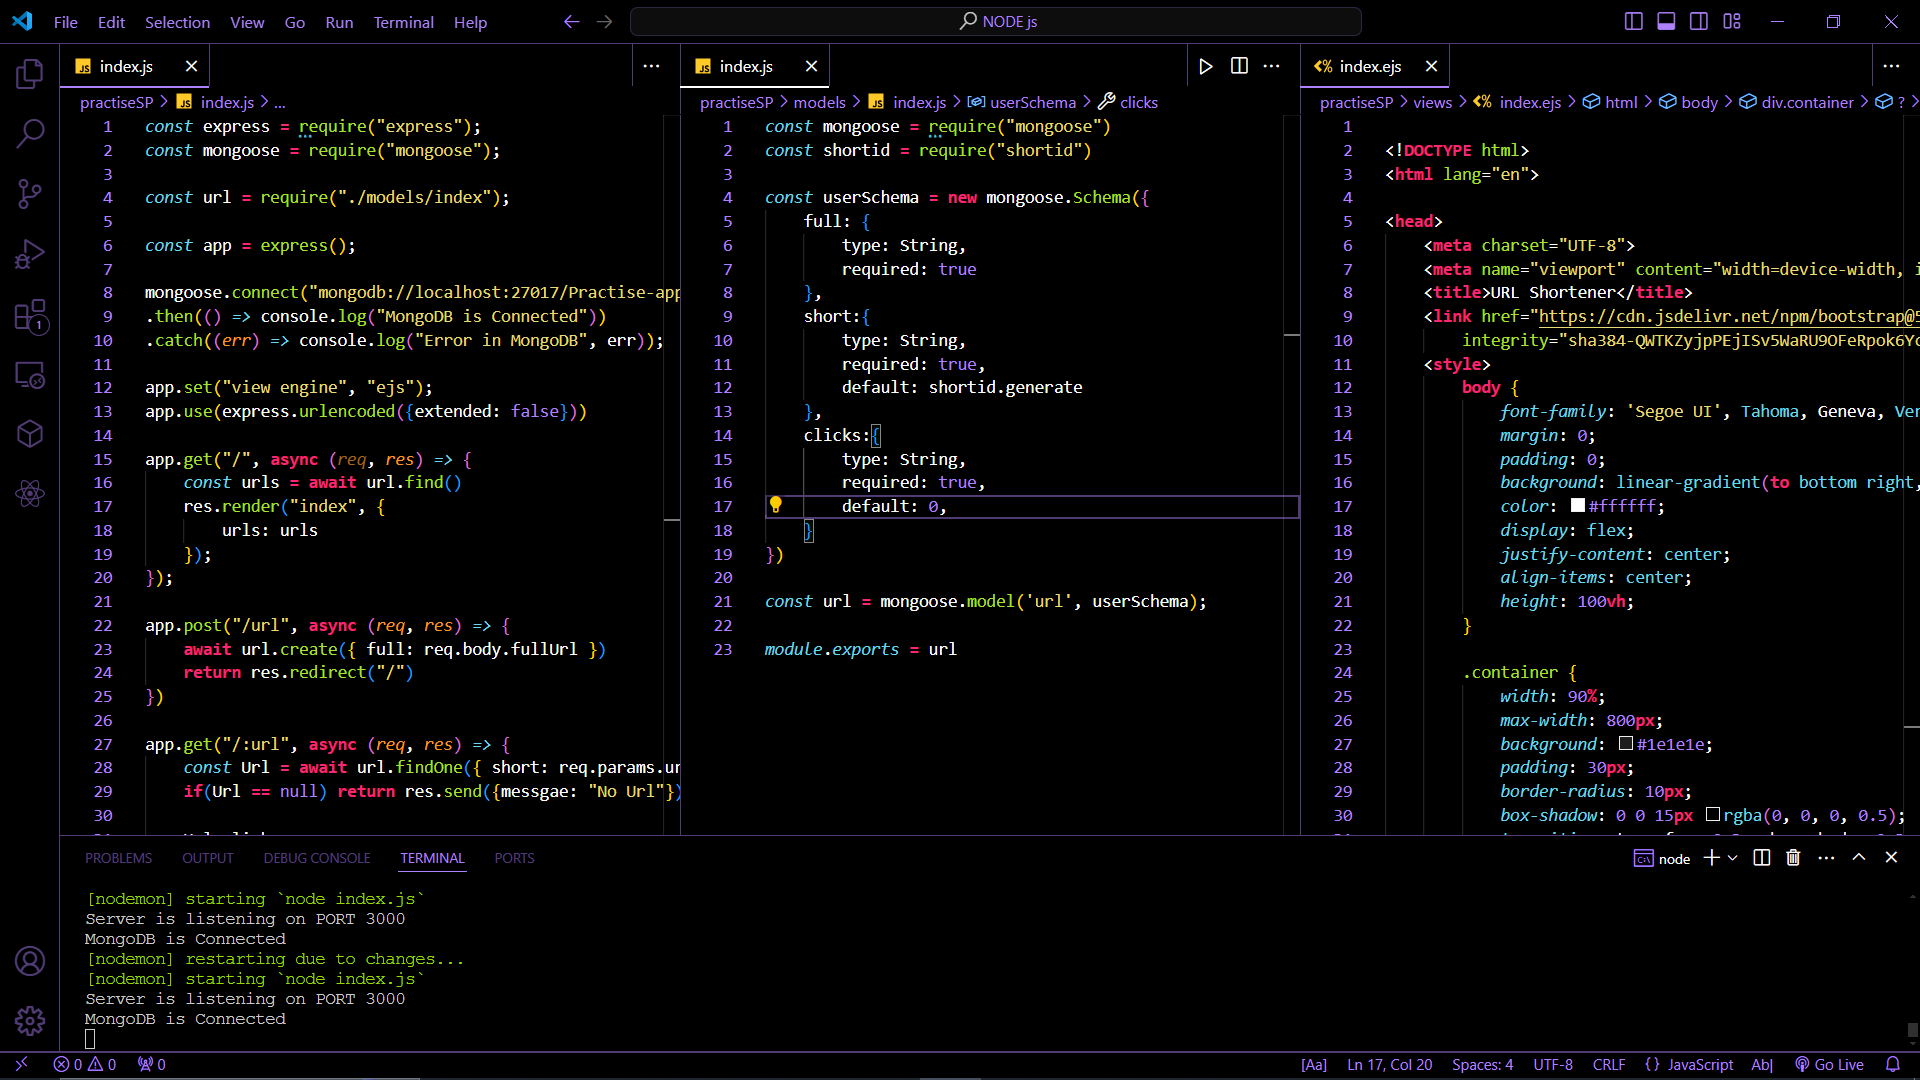 File Edit Selection View Go Run Terminal Help
NODE js
index.js
practiseSP > index.js > ...
1 const express = require("express");
2 const mongoose = require("mongoose");
3
4 const url = require("./models/index");
5
6 const app = express();
7
8 mongoose.connect("mongodb://localhost:27017/Practise-app
9 .then(() => console.log("MongoDB is Connected"))
10 .catch((err) => console.log("Error in MongoDB", err));
11
12 app.set("view engine", "ejs");
13 app.use(express.urlencoded({extended: false}))
14
15 app.get("/", async (req, res) => {
16 const urls = await url.find()
17 res.render("index", {
18 urls: urls
19 });
20 });
21
22 app.post("/url", async (req, res) => {
23 await url.create({ full: req.body.fullUrl })
24 return res.redirect("/")
25 })
26
27 app.get("/:url", async (req, res) => {
28 const Url = await url.findOne({ short: req.params.ur
29 if(Url == null) return res.send({messgae: "No Url"})
30
index.js
practiseSP > models > index.js > userSchema > clicks
1 const mongoose = require("mongoose")
2 const shortid = require("shortid")
3
4 const userSchema = new mongoose.Schema({
5 full: {
6 type: String,
7 required: true
8 },
9 short:{
10 type: String,
11 required: true,
12 default: shortid.generate
13 },
14 clicks:{
15 type: String,
16 required: true,
17 default: 0,
18 }
19 })
20
21 const url = mongoose.model('url', userSchema);
22
23 module.exports = url
index.ejs
practiseSP > views > index.ejs > html > body > div.container > ? >
1
2 <!DOCTYPE html>
3 <html lang="en">
4
5 <head>
6 <meta charset="UTF-8">
7 <meta name="viewport" content="width=device-width, i
8 <title>URL Shortener</title>
9 <link href="https://cdn.jsdelivr.net/npm/bootstrap@5
10 integrity="sha384-QWTKZyjpPEjISv5WaRU9OFeRpok6Yc
11 <style>
12 body {
13 font-family: 'Segoe UI', Tahoma, Geneva, Ver
14 margin: 0;
15 padding: 0;
16 background: linear-gradient(to bottom right,
17 color: #ffffff;
18 display: flex;
19 justify-content: center;
20 align-items: center;
21 height: 100vh;
22 }
23
24 .container {
25 width: 90%;
26 max-width: 800px;
27 background: #1e1e1e;
28 padding: 30px;
29 border-radius: 10px;
30 box-shadow: 0 0 15px rgba(0, 0, 0, 0.5);
1
PROBLEMS OUTPUT DEBUG CONSOLE TERMINAL PORTS
node
[nodemon] starting `node index.js`
Server is listening on PORT 3000
MongoDB is Connected
[nodemon] restarting due to changes...
[nodemon] starting `node index.js`
Server is listening on PORT 3000
MongoDB is Connected
0 0 0
[Aa] Ln 17, Col 20 Spaces: 4 UTF-8 CRLF {} JavaScript Ab| Go Live